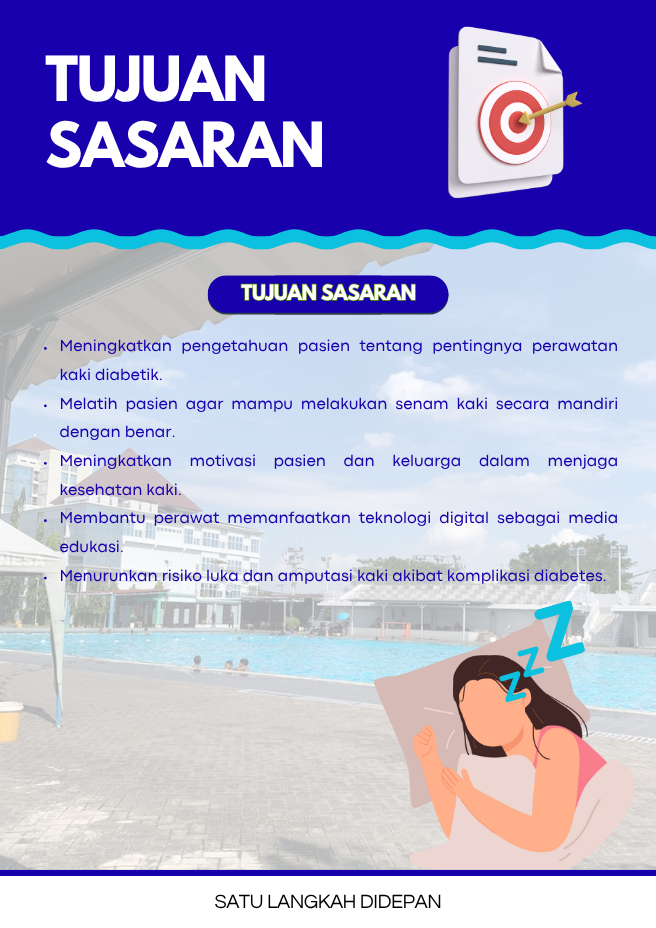 TUJUAN
SASARAN
TUJUAN SASARAN
• Meningkatkan pengetahuan pasien tentang pentingnya perawatan
kaki diabetik.
• Melatih pasien agar mampu melakukan senam kaki secara mandiri
dengan benar.
• Meningkatkan motivasi pasien dan keluarga dalam menjaga
kesehatan kaki.
• Membantu perawat memanfaatkan teknologi digital sebagai media
edukasi.
• Menurunkan risiko luka dan amputasi kaki akibat komplikasi diabetes.
Z
Z
Z
SATU LANGKAH DIDEPAN